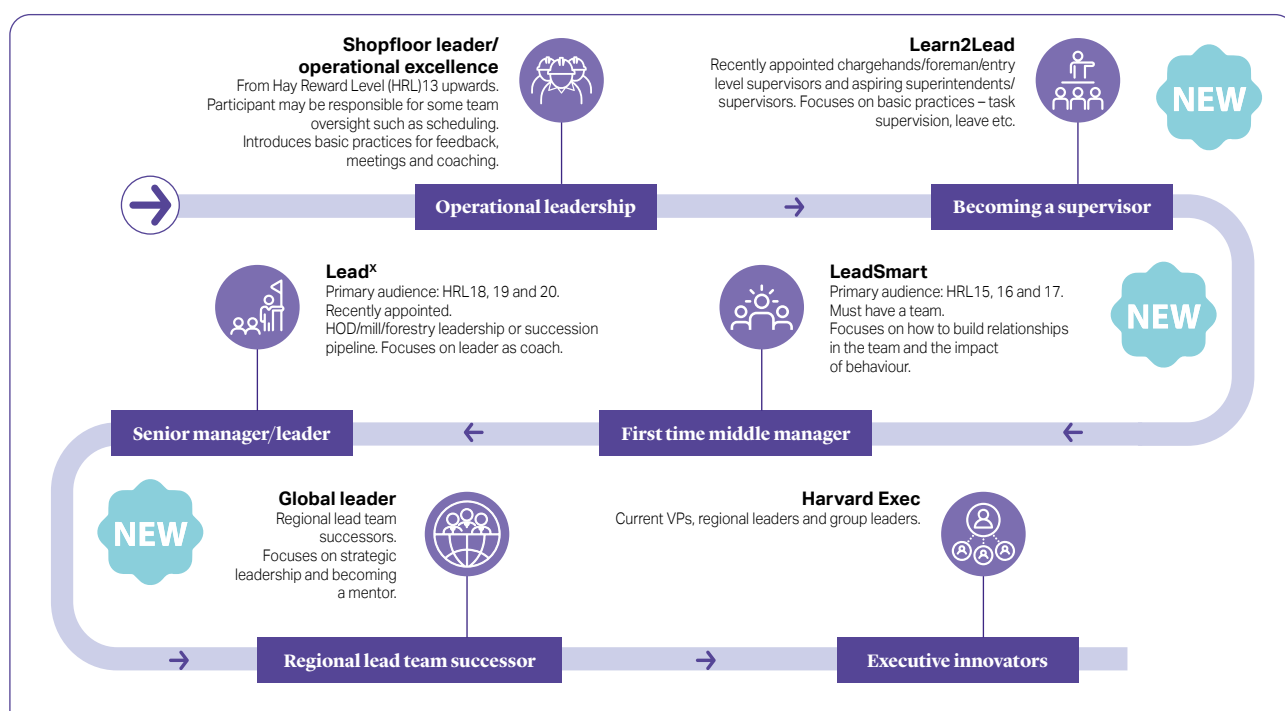 Shopfloor leader/
operational excellence
From Hay Reward Level (HRL)13 upwards.
Participant may be responsible for some team
oversight such as scheduling.
Introduces basic practices for feedback,
meetings and coaching.
Learn2Lead
Recently appointed chargehands/foreman/entry
level supervisors and aspiring superintendents/
supervisors. Focuses on basic practices – task
supervision, leave etc.
NEW
Operational leadership
Becoming a supervisor
Leadˣ
Primary audience: HRL18, 19 and 20.
Recently appointed.
HOD/mill/forestry leadership or succession
pipeline. Focuses on leader as coach.
LeadSmart
Primary audience: HRL15, 16 and 17.
Must have a team.
Focuses on how to build relationships
in the team and the impact
of behaviour.
NEW
Senior manager/leader
First time middle manager
NEW
Global leader
Regional lead team
successors.
Focuses on strategic
leadership and becoming
a mentor.
Harvard Exec
Current VPs, regional leaders and group leaders.
Regional lead team successor
Executive innovators